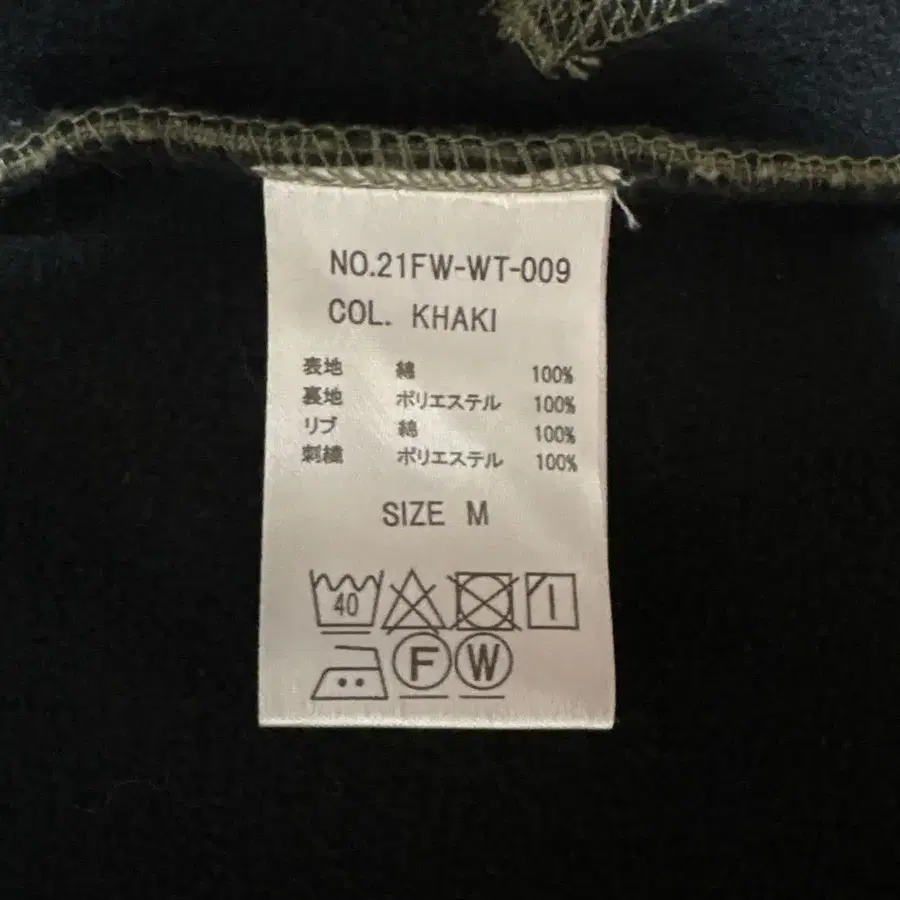 NO.21FW-WT-009
COL. KHAKI
表地 綿 100%
裏地 ポリエステル 100%
リブ 綿 100%
刺繍 ポリエステル 100%
SIZE M
40
F W